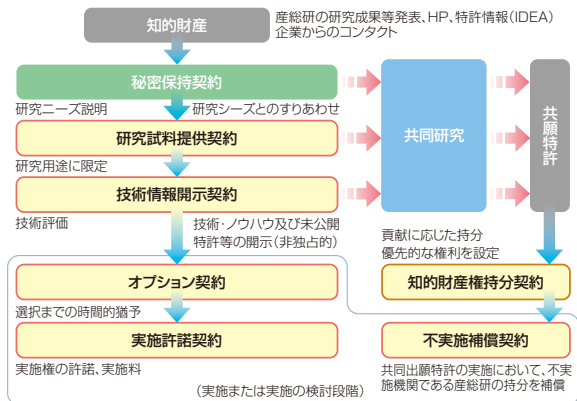 知的財産
産総研の研究成果等発表、HP、特許情報(IDEA)
企業からのコンタクト
秘密保持契約
研究ニーズ説明
研究シーズとのすりあわせ
研究試料提供契約
研究用途に限定
技術情報開示契約
技術評価
技術・ノウハウ及び未公開
特許等の開示(非独占的)
共同研究
共願特許
貢献に応じた持分
優先的な権利を設定
オプション契約
知的財産権持分契約
選択までの時間的猶予
実施許諾契約
不実施補償契約
実施権の許諾、実施料
共同出願特許の実施において、不実
施機関である産総研の持分を補償
(実施または実施の検討段階)